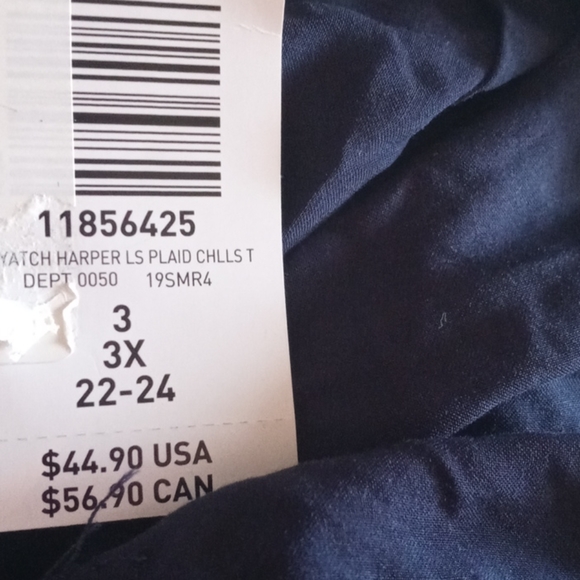 11856425
YATCH HARPER LS PLAID CHLLS T
DEPT 0050 19SMR4
3
3X
22-24
$44.90 USA
$56.90 CAN